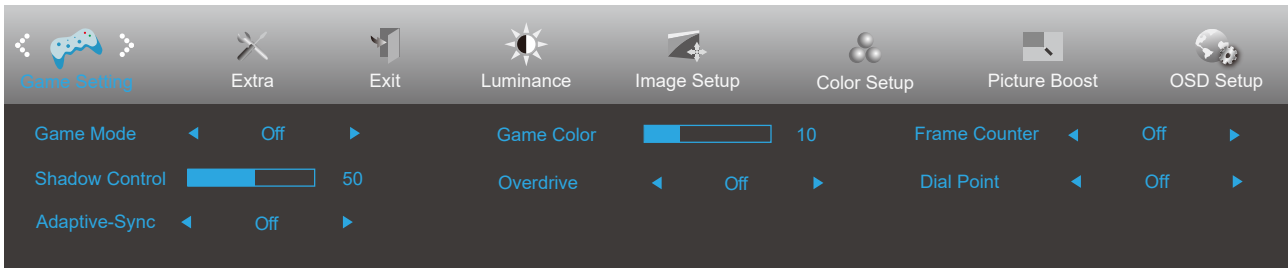 Game Setting Extra Exit Luminance Image Setup Color Setup Picture Boost OSD Setup
Game Mode Off Game Color 10 Frame Counter Off
Shadow Control 50 Overdrive Off Dial Point Off
Adaptive-Sync Off